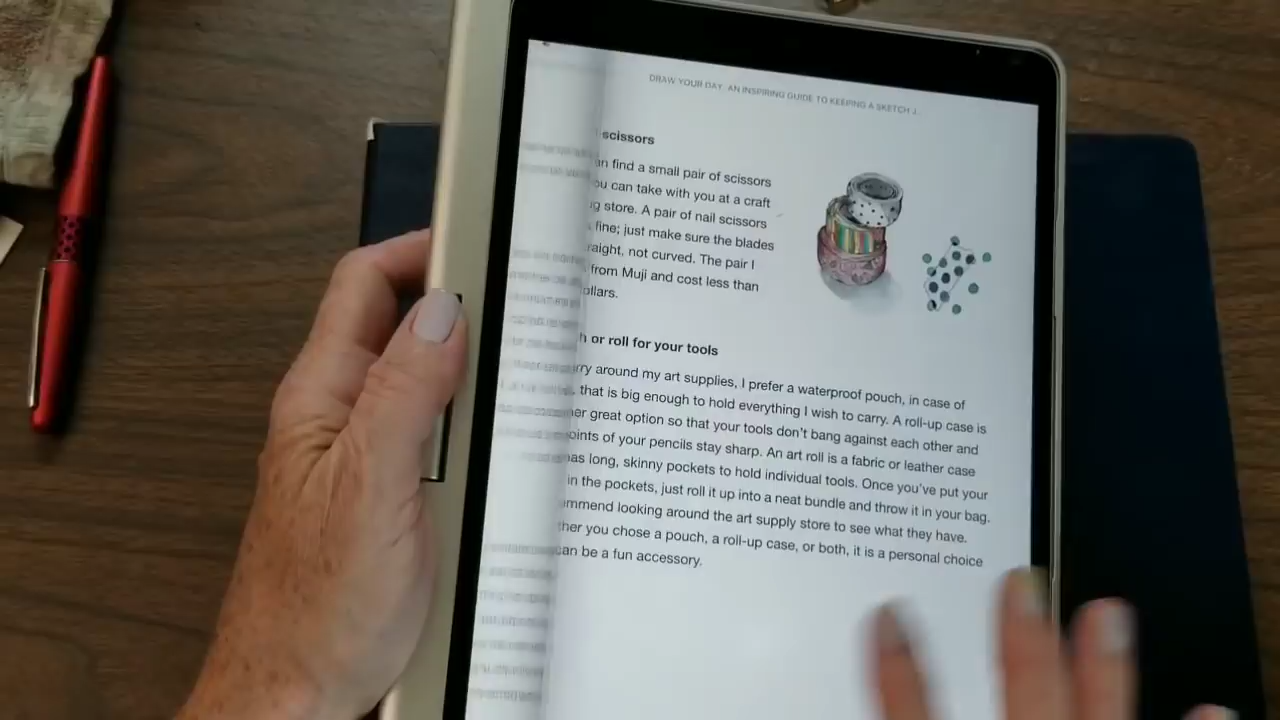 DRAW YOUR DAY: AN INSPIRING GUIDE TO KEEPING A SKETCH J...
scissors
an find a small pair of scissors
ou can take with you at a craft
ug store. A pair of nail scissors
fine; just make sure the blades
raight, not curved. The pair I
from Muji and cost less than
ollars.
h or roll for your tools
rry around my art supplies, I prefer a waterproof pouch, in case of
that is big enough to hold everything I wish to carry. A roll-up case is
her great option so that your tools don't bang against each other and
oints of your pencils stay sharp. An art roll is a fabric or leather case
has long, skinny pockets to hold individual tools. Once you've put your
in the pockets, just roll it up into a neat bundle and throw it in your bag.
ommend looking around the art supply store to see what they have.
ther you chose a pouch, a roll-up case, or both, it is a personal choice
can be a fun accessory.